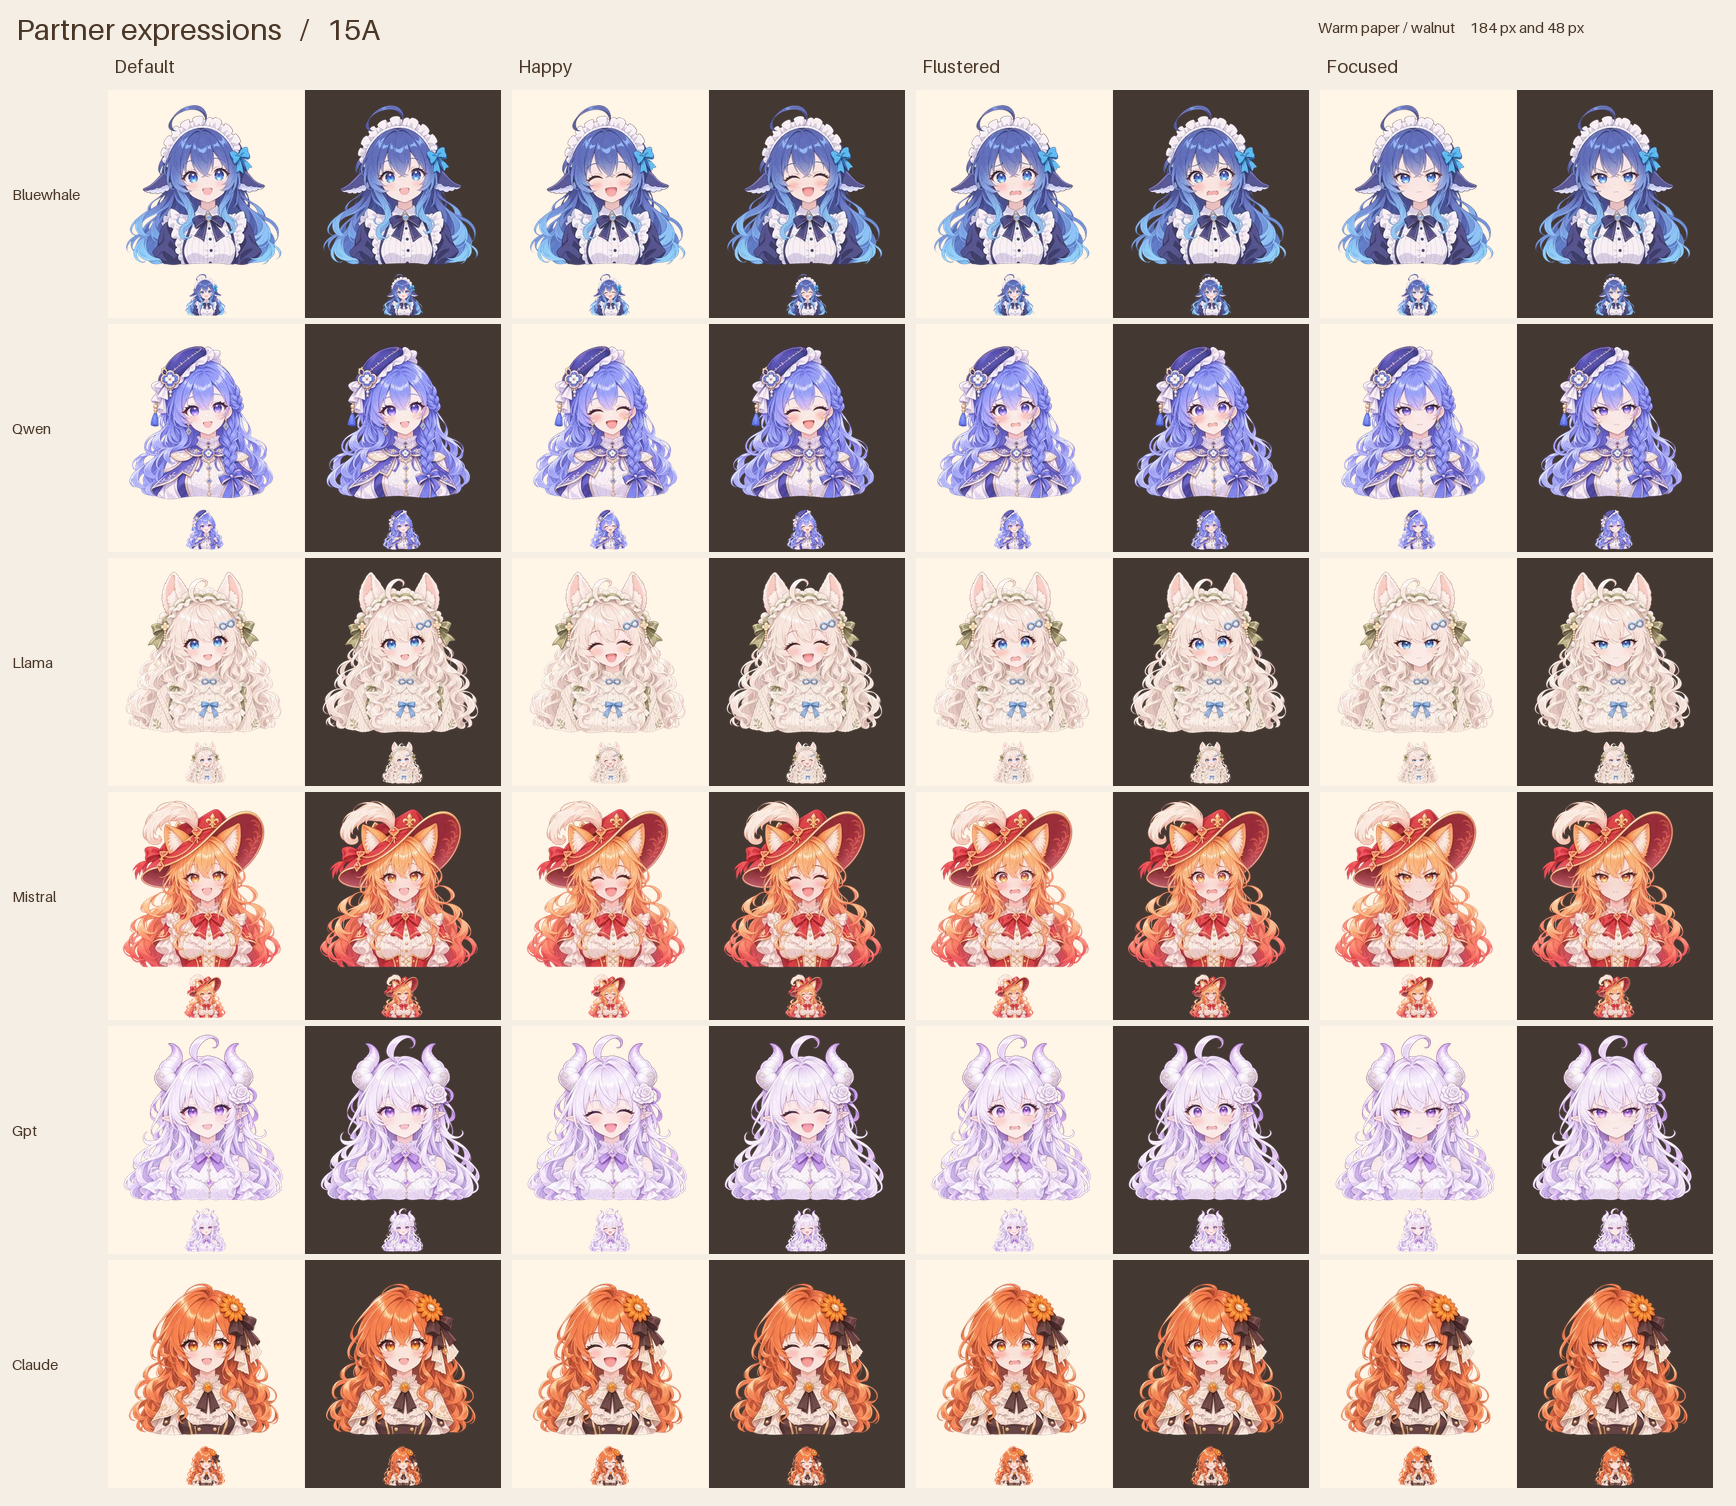 Partner expressions / 15A
Warm paper / walnut 184 px and 48 px
Default Happy Flustered Focused
Bluewhale
Qwen
Llama
Mistral
Gpt
Claude